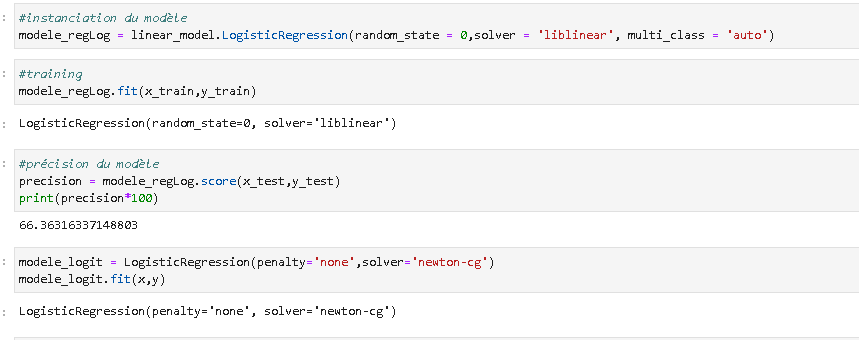 #instanciation du modèle
modele_regLog = linear_model.LogisticRegression(random_state = 0,solver = 'liblinear', multi_class = 'auto')
#training
modele_regLog.fit(x_train,y_train)
LogisticRegression(random_state=0, solver='liblinear')
#précision du modèle
precision = modele_regLog.score(x_test,y_test)
print(precision*100)
66.36316337148803
modele_logit = LogisticRegression(penalty='none',solver='newton-cg')
modele_logit.fit(x,y)
LogisticRegression(penalty='none', solver='newton-cg')